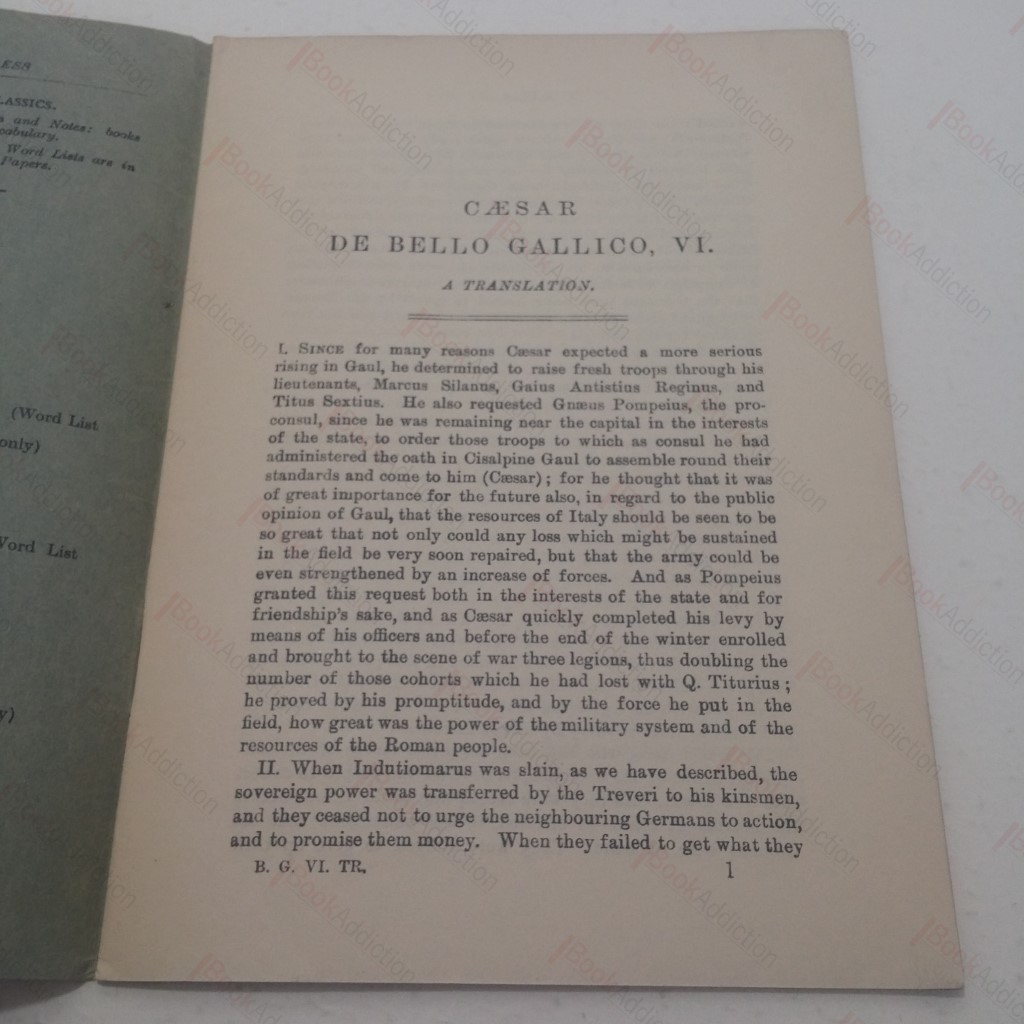 ESS
LASSICS.
s and Notes: books
cabulary.
Word Lists are in
Papers.
(Word List
only)
Word List
y)
CÆSAR
DE BELLO GALLICO, VI.
A TRANSLATION.
I. SINCE for many reasons Cæsar expected a more serious
rising in Gaul, he determined to raise fresh troops through his
lieutenants, Marcus Silanus, Gaius Antistius Reginus, and
Titus Sextius. He also requested Gnæus Pompeius, the pro-
consul, since he was remaining near the capital in the interests
of the state, to order those troops to which as consul he had
administered the oath in Cisalpine Gaul to assemble round their
standards and come to him (Cæsar); for he thought that it was
of great importance for the future also, in regard to the public
opinion of Gaul, that the resources of Italy should be seen to be
so great that not only could any loss which might be sustained
in the field be very soon repaired, but that the army could be
even strengthened by an increase of forces. And as Pompeius
granted this request both in the interests of the state and for
friendship's sake, and as Cæsar quickly completed his levy by
means of his officers and before the end of the winter enrolled
and brought to the scene of war three legions, thus doubling the
number of those cohorts which he had lost with Q. Titurius;
he proved by his promptitude, and by the force he put in the
field, how great was the power of the military system and of the
resources of the Roman people.
II. When Indutiomarus was slain, as we have described, the
sovereign power was transferred by the Treveri to his kinsmen,
and they ceased not to urge the neighbouring Germans to action,
and to promise them money. When they failed to get what they
B. G. VI. TR. 1
BookAddiction